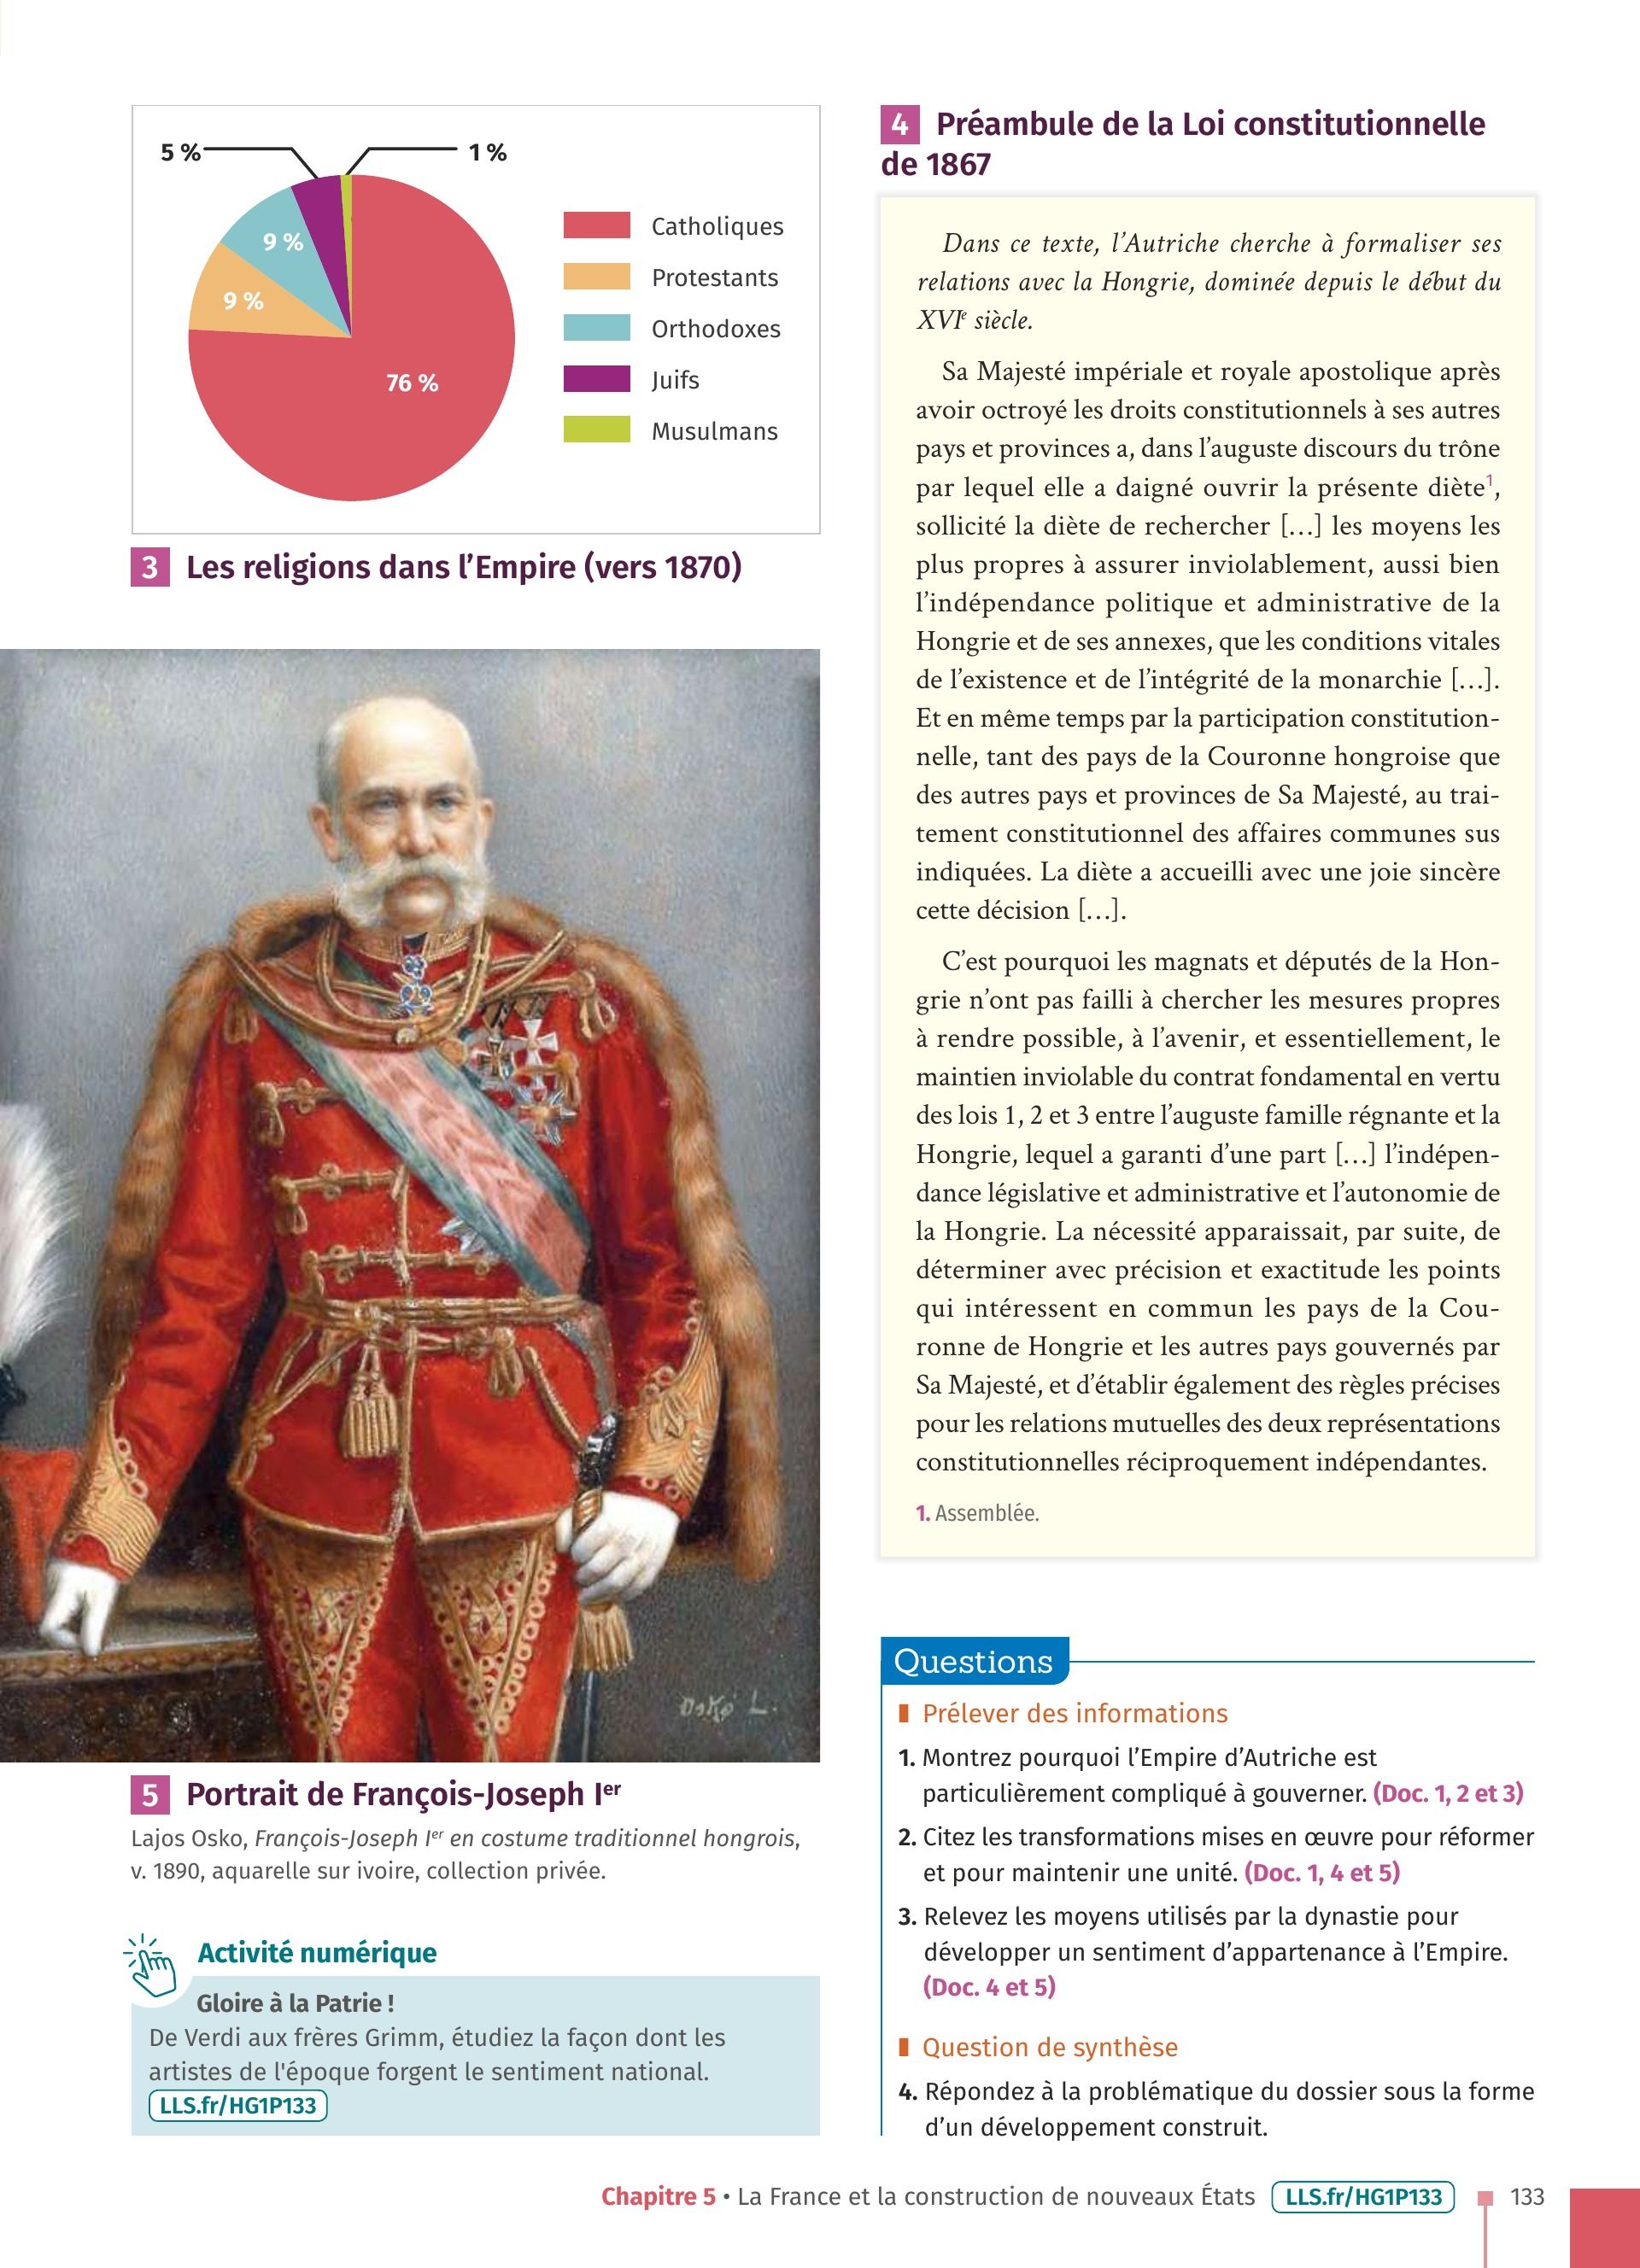 5 %
1 %
9 %
9 %
76 %
Catholiques
Protestants
Orthodoxes
Juifs
Musulmans
3 Les religions dans l’Empire (vers 1870)
Osko L.
5 Portrait de François-Joseph Ier
Lajos Osko, François-Joseph Ier en costume traditionnel hongrois,
v. 1890, aquarelle sur ivoire, collection privée.
Activité numérique
Gloire à la Patrie !
De Verdi aux frères Grimm, étudiez la façon dont les
artistes de l'époque forgent le sentiment national.
LLS.fr/HG1P133
4 Préambule de la Loi constitutionnelle
de 1867
Dans ce texte, l’Autriche cherche à formaliser ses
relations avec la Hongrie, dominée depuis le début du
XVIe siècle.
Sa Majesté impériale et royale apostolique après
avoir octroyé les droits constitutionnels à ses autres
pays et provinces a, dans l’auguste discours du trône
par lequel elle a daigné ouvrir la présente diète1,
sollicité la diète de rechercher […] les moyens les
plus propres à assurer inviolablement, aussi bien
l’indépendance politique et administrative de la
Hongrie et de ses annexes, que les conditions vitales
de l’existence et de l’intégrité de la monarchie […].
Et en même temps par la participation constitution-
nelle, tant des pays de la Couronne hongroise que
des autres pays et provinces de Sa Majesté, au trai-
tement constitutionnel des affaires communes sus
indiquées. La diète a accueilli avec une joie sincère
cette décision […].
C’est pourquoi les magnats et députés de la Hon-
grie n’ont pas failli à chercher les mesures propres
à rendre possible, à l’avenir, et essentiellement, le
maintien inviolable du contrat fondamental en vertu
des lois 1, 2 et 3 entre l’auguste famille régnante et la
Hongrie, lequel a garanti d’une part […] l’indépen-
dance législative et administrative et l’autonomie de
la Hongrie. La nécessité apparaissait, par suite, de
déterminer avec précision et exactitude les points
qui intéressent en commun les pays de la Cou-
ronne de Hongrie et les autres pays gouvernés par
Sa Majesté, et d’établir également des règles précises
pour les relations mutuelles des deux représentations
constitutionnelles réciproquement indépendantes.
1. Assemblée.
Questions
Prélever des informations
1. Montrez pourquoi l’Empire d’Autriche est
particulièrement compliqué à gouverner. (Doc. 1, 2 et 3)
2. Citez les transformations mises en œuvre pour réformer
et pour maintenir une unité. (Doc. 1, 4 et 5)
3. Relevez les moyens utilisés par la dynastie pour
développer un sentiment d’appartenance à l’Empire.
(Doc. 4 et 5)
Question de synthèse
4. Répondez à la problématique du dossier sous la forme
d’un développement construit.
Chapitre 5 • La France et la construction de nouveaux États LLS.fr/HG1P133 133